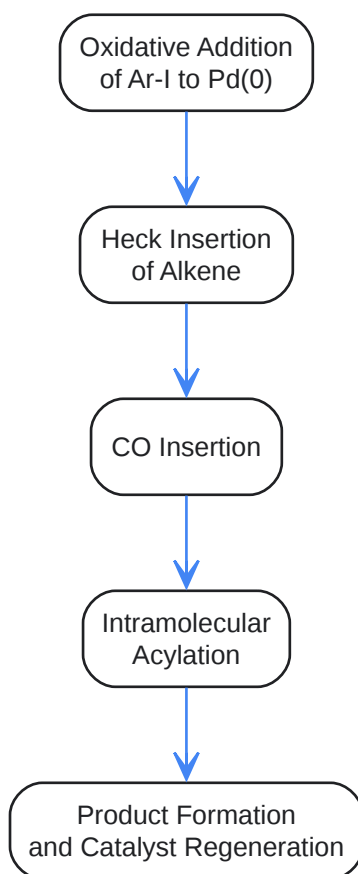 Oxidative Addition
of Ar-I to Pd(0)
Heck Insertion
of Alkene
CO Insertion
Intramolecular
Acylation
Product Formation
and Catalyst Regeneration